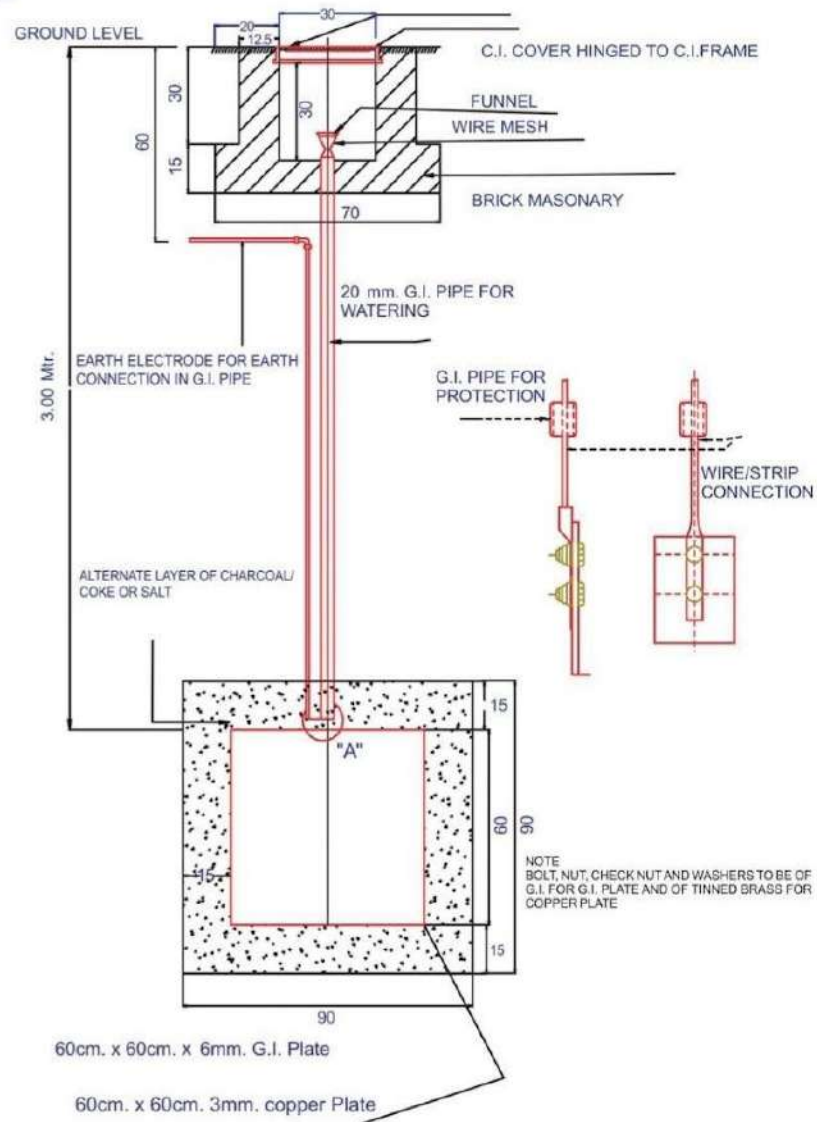 20
30
12.5
GROUND LEVEL
C.I. COVER HINGED TO C.I.FRAME
30
60
30
FUNNEL
WIRE MESH
15
BRICK MASONARY
70
20 mm. G.I. PIPE FOR
WATERING
3.00 Mtr.
EARTH ELECTRODE FOR EARTH
CONNECTION IN G.I. PIPE
G.I. PIPE FOR
PROTECTION
WIRE/STRIP
CONNECTION
ALTERNATE LAYER OF CHARCOAL/
COKE OR SALT
15
"A"
60
90
15
NOTE
BOLT, NUT, CHECK NUT AND WASHERS TO BE OF
G.I. FOR G.I. PLATE AND OF TINNED BRASS FOR
COPPER PLATE
15
90
60cm. x 60cm. x 6mm. G.I. Plate
60cm. x 60cm. 3mm. copper Plate